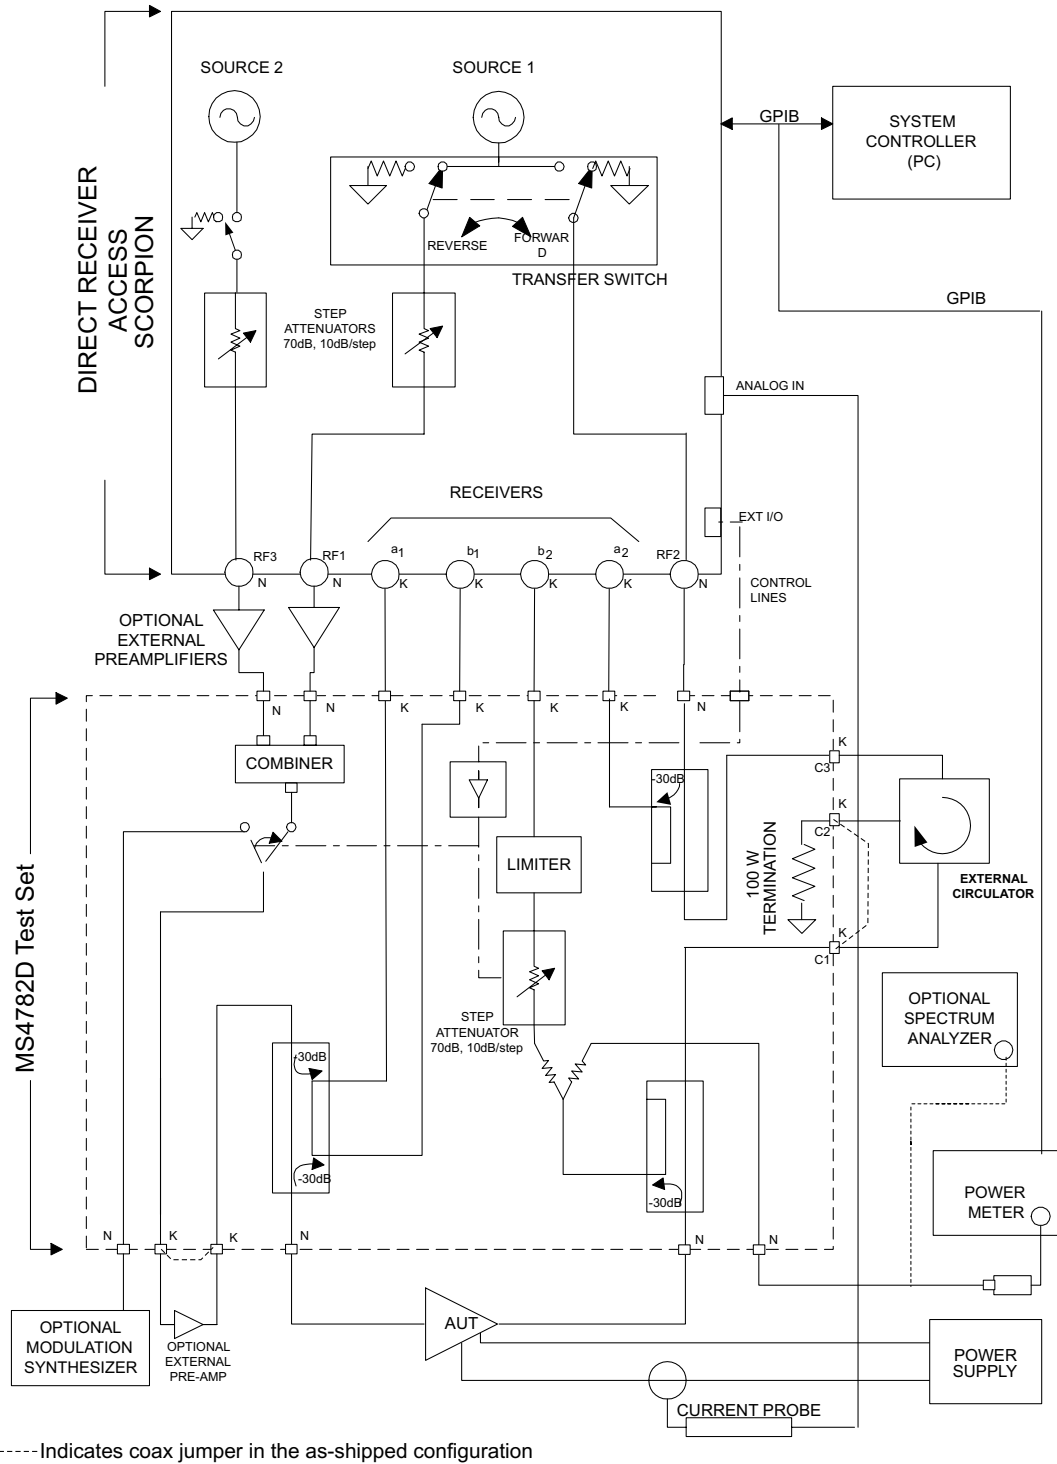 SOURCE 2
SOURCE 1
GPIB
SYSTEM
CONTROLLER
(PC)
DIRECT RECEIVER
ACCESS
SCORPION
REVERSE
FORWAR
D
TRANSFER SWITCH
GPIB
STEP
ATTENUATORS
70dB, 10dB/step
ANALOG IN
RECEIVERS
EXT I/O
RF3
N
RF1
N
a1
K
b1
K
b2
K
a2
K
RF2
N
CONTROL
LINES
OPTIONAL
EXTERNAL
PREAMPLIFIERS
N
N
K
K
K
K
N
K
C3
COMBINER
-30dB
K
C2
LIMITER
100 W
TERMINATION
EXTERNAL
CIRCULATOR
K
C1
MS4782D Test Set
STEP
ATTENUATOR
70dB, 10dB/step
OPTIONAL
SPECTRUM
ANALYZER
-30dB
-30dB
-30dB
POWER
METER
N
K
K
N
N
N
OPTIONAL
MODULATION
SYNTHESIZER
OPTIONAL
EXTERNAL
PRE-AMP
AUT
POWER
SUPPLY
CURRENT PROBE
-----Indicates coax jumper in the as-shipped configuration